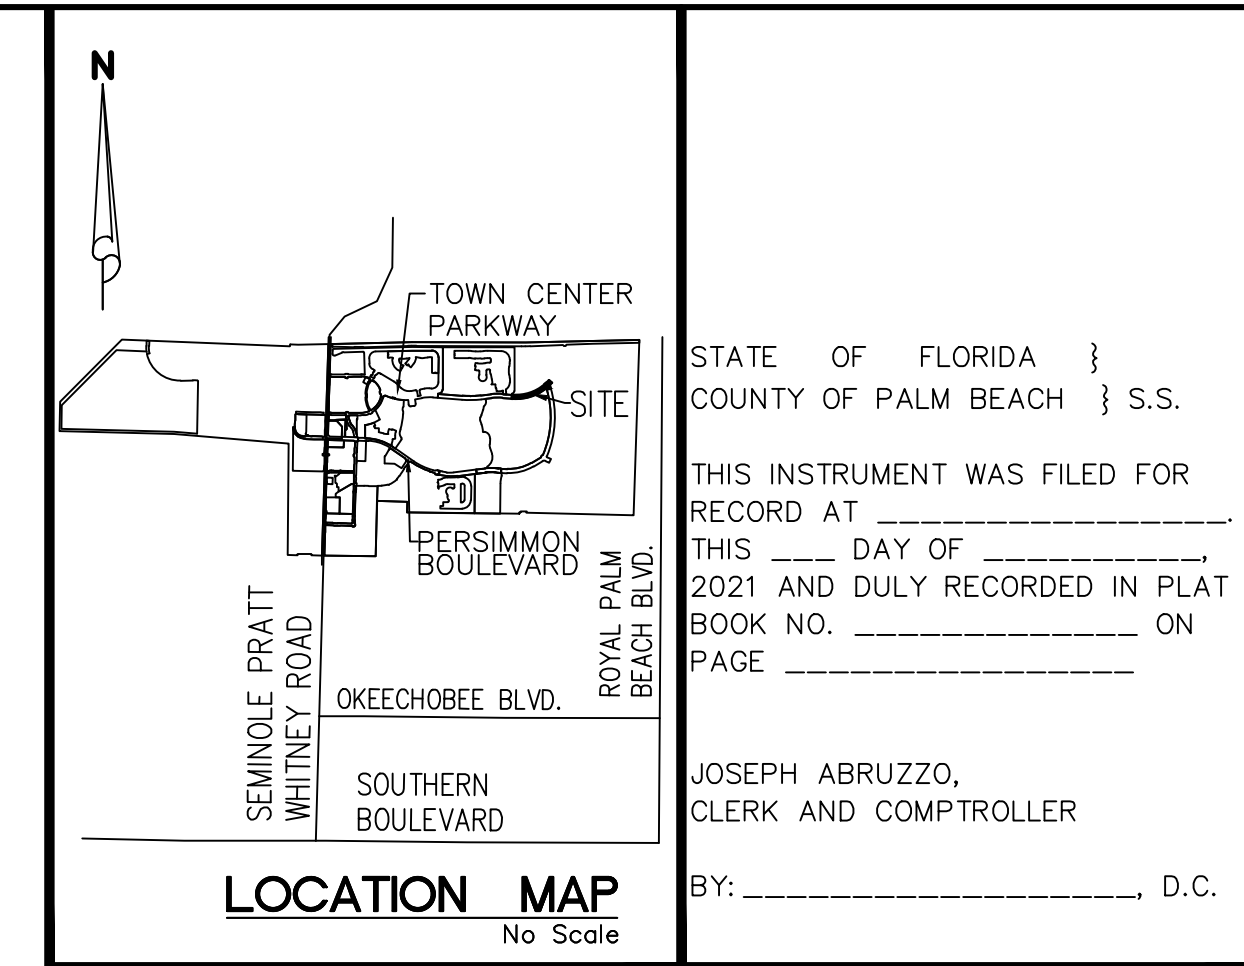 N
TOWN CENTER
PARKWAY
SITE
PERSIMMON
BOULEVARD
ROYAL PALM
BEACH BLVD.
SEMINOLE PRATT
WHITNEY ROAD
OKEECHOBEE BLVD.
SOUTHERN
BOULEVARD
LOCATION MAP
No Scale
STATE OF FLORIDA }
COUNTY OF PALM BEACH } S.S.
THIS INSTRUMENT WAS FILED FOR
RECORD AT ________________.
THIS ___ DAY OF __________,
2021 AND DULY RECORDED IN PLAT
BOOK NO. _____________ ON
PAGE ________________
JOSEPH ABRUZZO,
CLERK AND COMPTROLLER
BY: __________________, D.C.